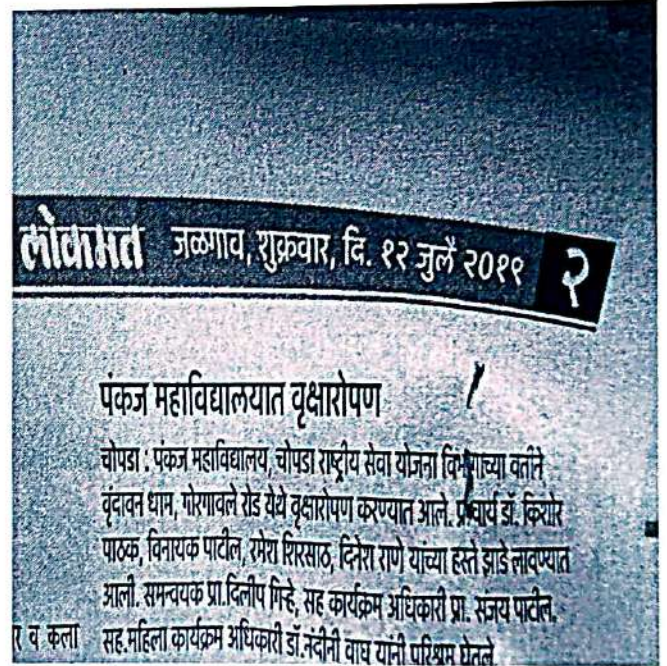 लोकमत जळगाव, शुक्रवार, दि. १२ जुलै २०१९ २
पंकज महाविद्यालयात वृक्षारोपण
चोपडा : पंकज महाविद्यालय, चोपडा राष्ट्रीय सेवा योजना विभागाच्या वतीने
वृंदावन धाम, गोरगावले रोड येथे वृक्षारोपण करण्यात आले. प्राचार्य डॉ. किशोर
पाठक, विनायक पाटील, रमेश शिरसाठ, दिनेश राणे यांच्या हस्ते झाडे लावण्यात
आली. समन्वयक प्रा.दिलीप गिऱ्हे, सह कार्यक्रम अधिकारी प्रा. संजय पाटील,
सह.महिला कार्यक्रम अधिकारी डॉ.नंदीनी वाघ यांनी परिश्रम घेतले
व कला